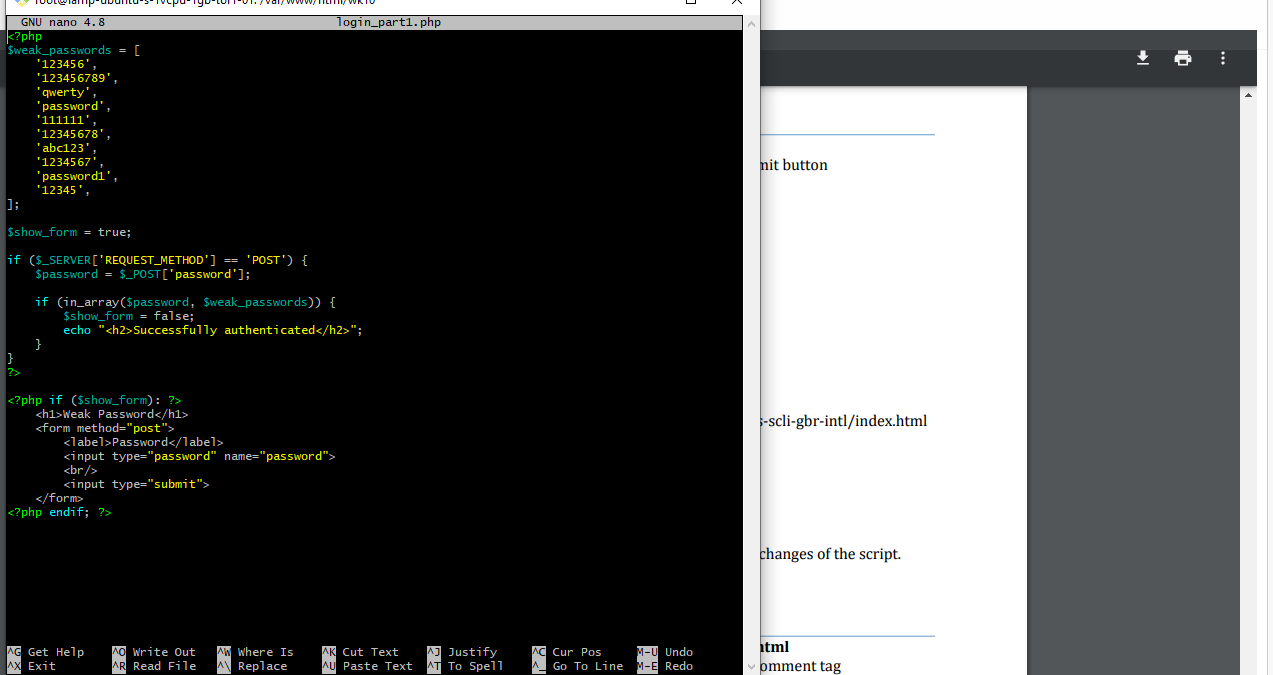 root@lamp-ubuntu-s-1vcpu-1gb-tor1-01: /var/www/html/wk10
GNU nano 4.8 login_part1.php
<?php
$weak_passwords = [
    '123456',
    '123456789',
    'qwerty',
    'password',
    '111111',
    '12345678',
    'abc123',
    '1234567',
    'password1',
    '12345',
];
$show_form = true;
if ($_SERVER['REQUEST_METHOD'] == 'POST') {
    $password = $_POST['password'];
    if (in_array($password, $weak_passwords)) {
        $show_form = false;
        echo "<h2>Successfully authenticated</h2>";
    }
}
?>
<?php if ($show_form): ?>
    <h1>Weak Password</h1>
    <form method="post">
        <label>Password</label>
        <input type="password" name="password">
        <br/>
        <input type="submit">
    </form>
<?php endif; ?>
^G Get Help ^O Write Out ^W Where Is ^K Cut Text ^J Justify ^C Cur Pos M-U Undo
^X Exit ^R Read File ^\ Replace ^U Paste Text ^T To Spell ^_ Go To Line M-E Redo
mit button
s-scli-gbr-intl/index.html
changes of the script.
html
omment tag